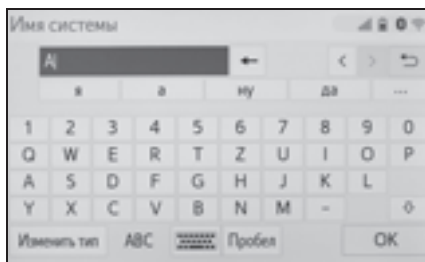 Имя системы
A
я а ну да ...
1 2 3 4 5 6 7 8 9 0
Q W E R T Z U I O P
A S D F G H J K L
Y X C V B N M -
Изменить тип ABC Пробел OK